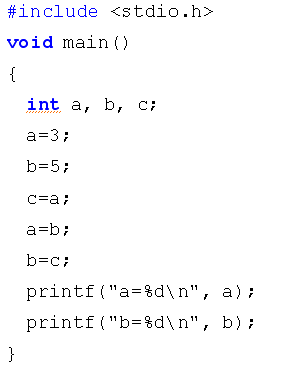 #include <stdio.h>
void main()
{
int a, b, c;
a=3;
b=5;
c=a;
a=b;
b=c;
printf("a=%d\n", a);
printf("b=%d\n", b);
}